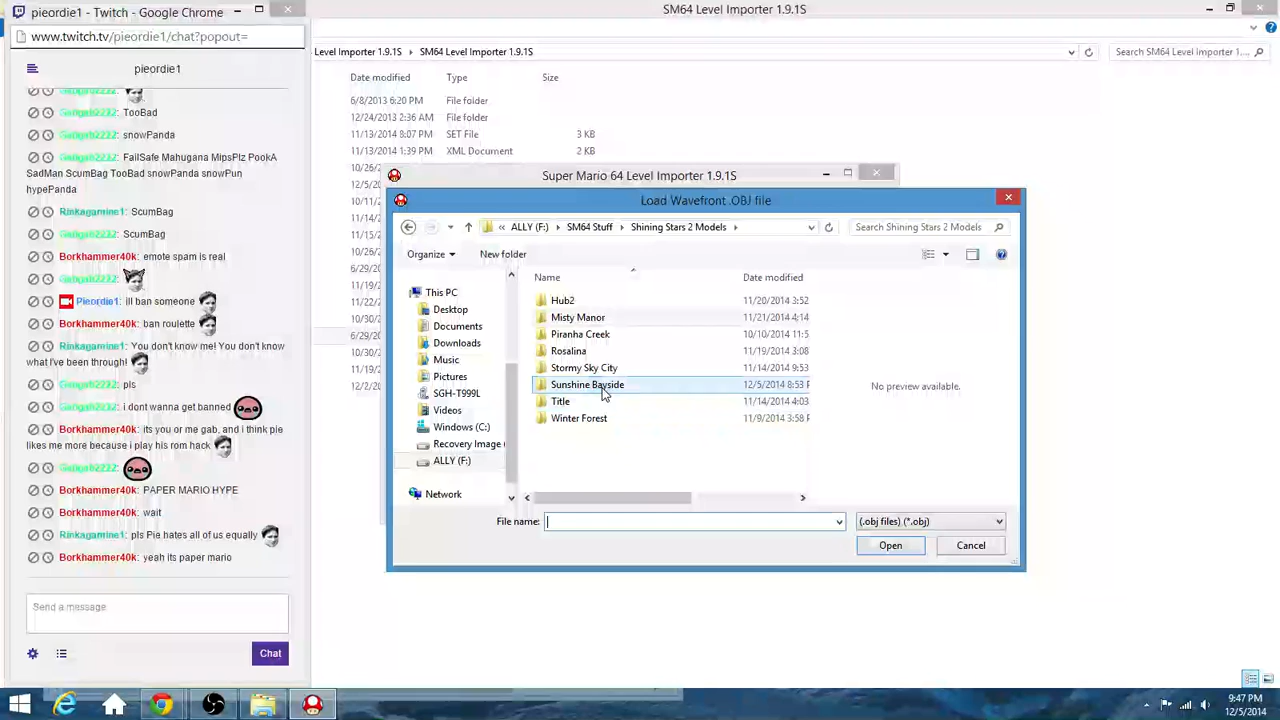 pieordie1 - Twitch - Google Chrome
www.twitch.tv/pieordie1/chat?popout=
pieordie1
TooBad
snowPanda
FailSafe Mahugana MipsPlz PookA
SadMan ScumBag TooBad snowPanda snowPun
hypePanda
Rinkagamine1: ScumBag
ScumBag
Borkhammer40k: emote spam is real
Pieordie1: ill ban someone
Borkhammer40k: ban roulette
Rinkagamine1: You don't know me! You don't know
what I've been through!
pls
i dont wanna get banned
Borkhammer40k: its you or me gab, and i think pie
likes me more because i play his rom hack
Borkhammer40k: PAPER MARIO HYPE
Borkhammer40k: wait
Rinkagamine1: pls Pie hates all of us equally
Borkhammer40k: yeah its paper mario
Send a message
Chat
SM64 Level Importer 1.9.1S
Level Importer 1.9.1S
SM64 Level Importer 1.9.1S
Search SM64 Level Importer 1....
Date modified
Type
Size
6/8/2013 6:20 PM
File folder
12/24/2013 2:36 AM
File folder
11/13/2014 8:07 PM
SET File
3 KB
11/13/2014 1:39 PM
XML Document
2 KB
Super Mario 64 Level Importer 1.9.1S
Load Wavefront .OBJ file
ALLY (F:)
SM64 Stuff
Shining Stars 2 Models
Search Shining Stars 2 Models
Organize
New folder
This PC
Desktop
Documents
Downloads
Music
Pictures
SGH-T999L
Videos
Windows (C:)
Recovery Image
ALLY (F:)
Network
Name
Date modified
Hub2
11/20/2014 3:52
Misty Manor
11/21/2014 4:14
Piranha Creek
10/10/2014 11:5
Rosalina
11/19/2014 3:08
Stormy Sky City
11/14/2014 9:53
Sunshine Bayside
12/5/2014 8:53 P
Title
11/14/2014 4:03
Winter Forest
11/9/2014 3:58 P
No preview available.
File name:
(.obj files) (*.obj)
Open
Cancel
9:47 PM
12/5/2014